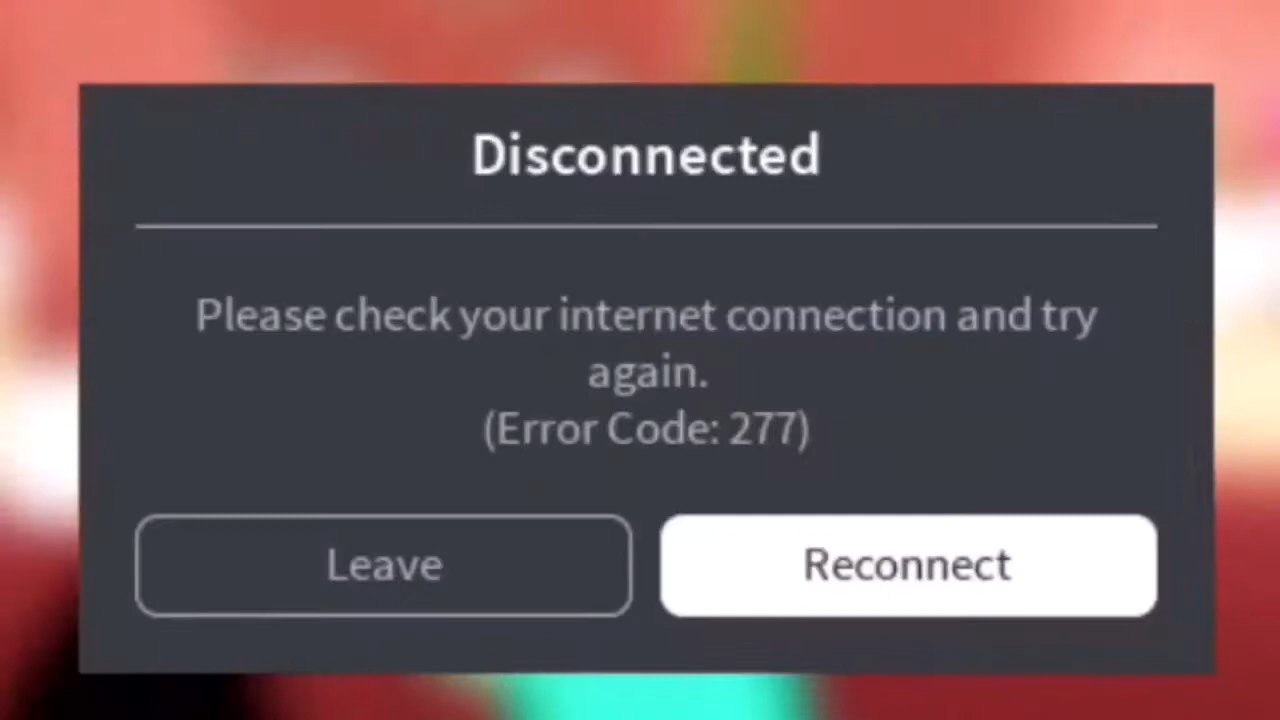 Disconnected
Please check your internet connection and try
again.
(Error Code: 277)
Leave
Reconnect